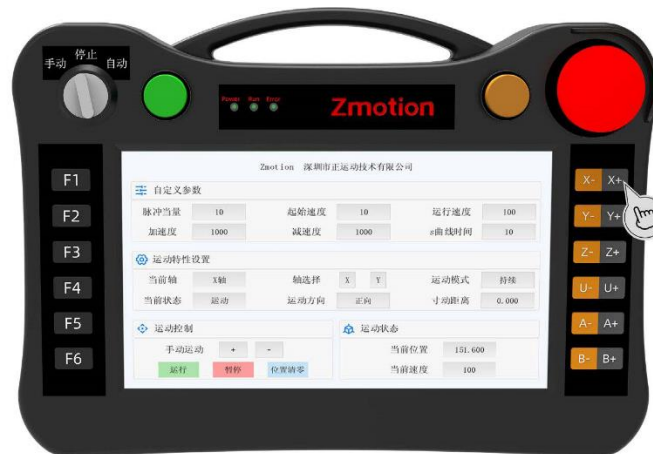 停止
手动 自动
Power Run Error
Zmotion
Zmotion 深圳市正运动技术有限公司
自定义参数
脉冲当量 10 起始速度 10 运行速度 100
加速度 1000 减速度 1000 s曲线时间 10
运动特性设置
当前轴 X轴 轴选择 X Y 运动模式 持续
当前状态 运动 运动方向 正向 寸动距离 0.000
运动控制
手动运动 + -
运行 暂停 位置清零
运动状态
当前位置 151.600
当前速度 100
F1
F2
F3
F4
F5
F6
X- X+
Y- Y+
Z- Z+
U- U+
A- A+
B- B+